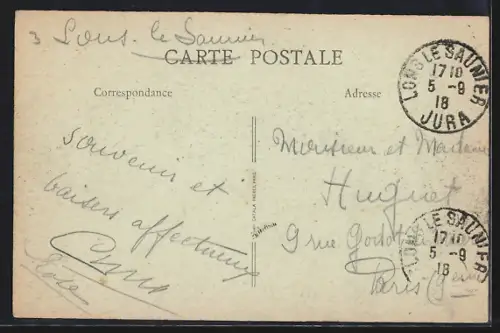 3 Lons-le Saunier
CARTE POSTALE
Correspondance
Adresse
LONS LE SAUNIER
17 10
5 -9
18
JURA
souvenir et
baisers affectueux
Monsieur et Madame
Huguet
9 rue
Paris
LONS LE SAUNIER
17 10
5 -9
18